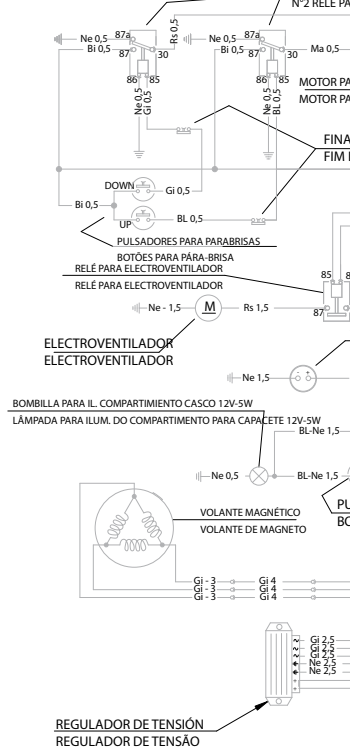 N°2 RELÉ PA
Ne 0,5 87a
Bi 0,5 87 30
Rs 0,5
Ne 0,5 87a
Bi 0,5 87 30
Ma 0,5
86 85
86 85
Ne 0,5
Gi 0,5
Ne 0,5
BL 0,5
MOTOR PA
MOTOR PA
FINA
FIM
DOWN Gi 0,5
Bi 0,5
UP BL 0,5
PULSADORES PARA PARABRISAS
BOTÕES PARA PÁRA-BRISA
RELÉ PARA ELECTROVENTILADOR
RELÉ PARA ELECTROVENTILADOR
85 8
87
Ne - 1,5 M Rs 1,5
ELECTROVENTILADOR
ELECTROVENTILADOR
Ne 1,5 - +
BOMBILLA PARA IL. COMPARTIMIENTO CASCO 12V-5W
LÂMPADA PARA ILUM. DO COMPARTIMENTO PARA CAPACETE 12V-5W
BL-Ne 1,5
Ne 0,5 BL-Ne 1,5
PU
BO
VOLANTE MAGNÉTICO
VOLANTE DE MAGNETO
Gi - 3 Gi 4
Gi - 3 Gi 4
Gi - 3 Gi 4
~ Gi 2,5
~ Gi 2,5
~ Gi 2,5
Ne 2,5
Ne 2,5
+
+
REGULADOR DE TENSIÓN
REGULADOR DE TENSÃO